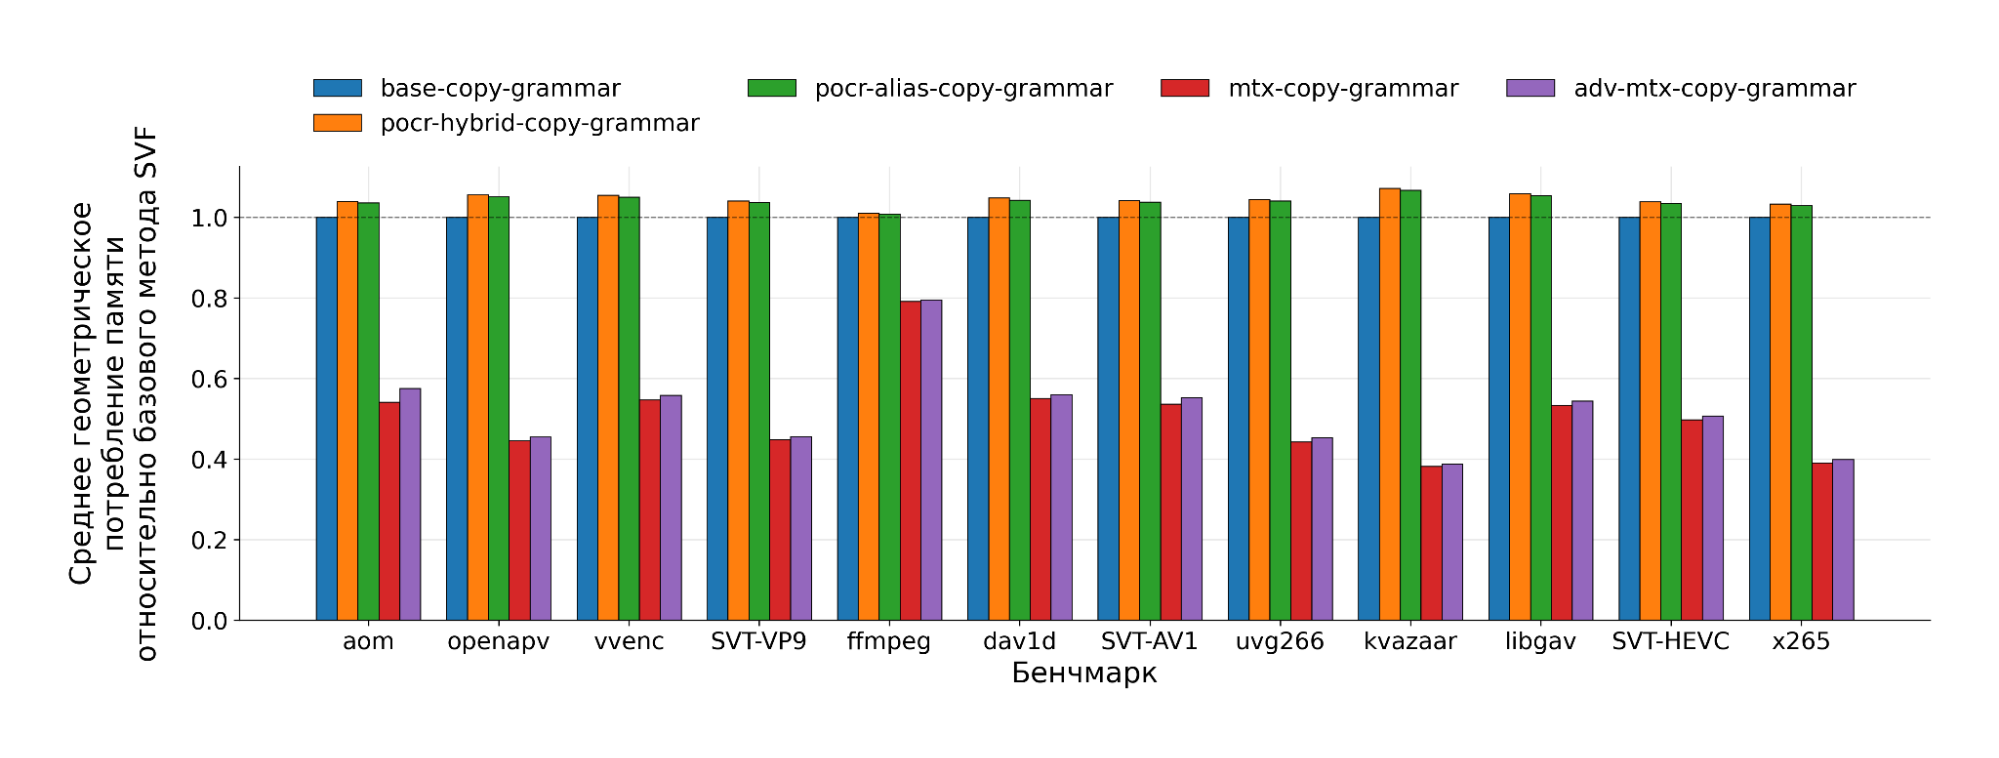 base-copy-grammar
pocr-hybrid-copy-grammar
pocr-alias-copy-grammar
mtx-copy-grammar
adv-mtx-copy-grammar
Среднее геометрическое
потребление памяти
относительно базового метода SVF
1.0
0.8
0.6
0.4
0.2
0.0
aom
openapv
vvenc
SVT-VP9
ffmpeg
dav1d
SVT-AV1
uvg266
kvazaar
libgav
SVT-HEVC
x265
Бенчмарк